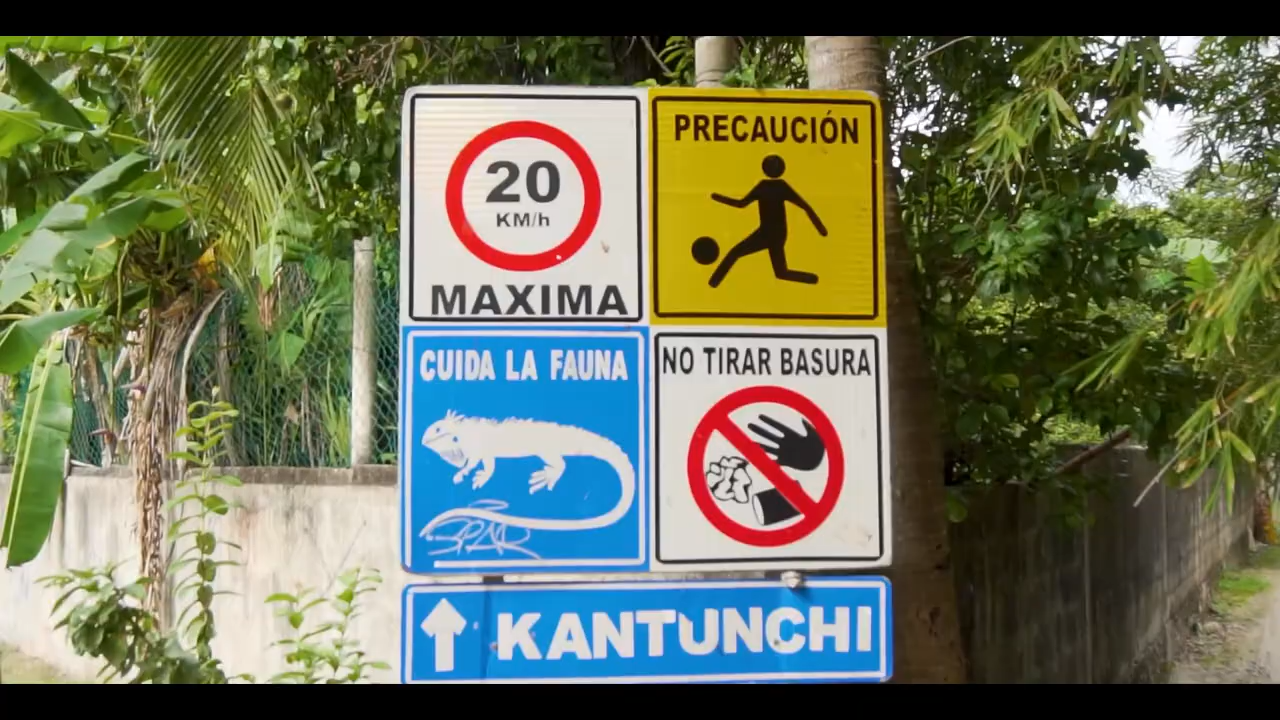 20
KM/h
MAXIMA
PRECAUCIÓN
CUIDA LA FAUNA
NO TIRAR BASURA
KANTUNCHI